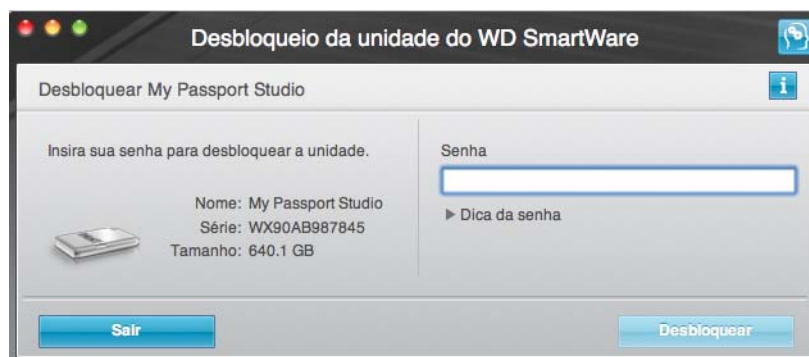 Desbloqueio da unidade do WD SmartWare
Desbloquear My Passport Studio
i
Insira sua senha para desbloquear a unidade.
Nome: My Passport Studio
Série: WX90AB987845
Tamanho: 640.1 GB
Senha
Dica da senha
Sair
Desbloquear